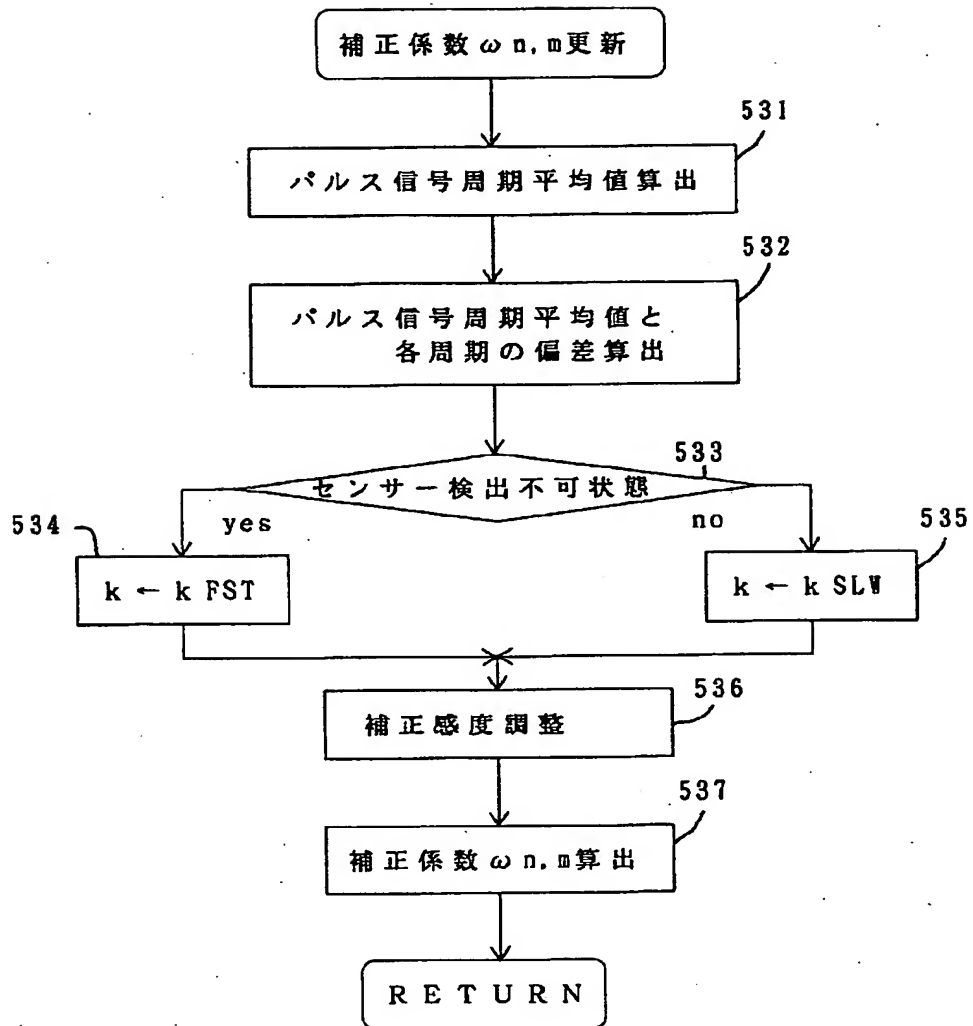 補正係数ωn,m更新
531
パルス信号周期平均値算出
532
パルス信号周期平均値と
各周期の偏差算出
533
センサー検出不可状態
534
yes
no
535
k ← k FST
k ← k SLW
536
補正感度調整
537
補正係数ωn,m算出
RETURN